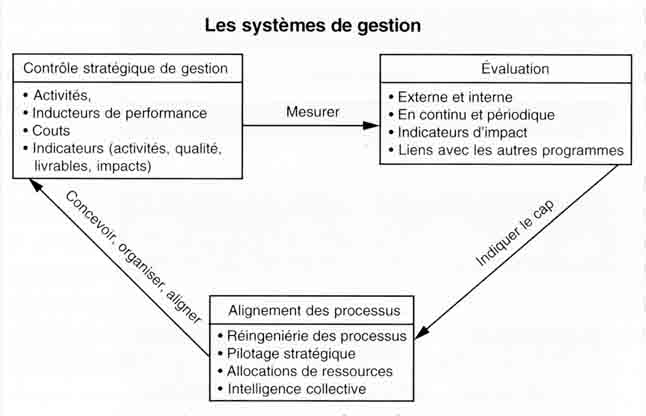 Les systèmes de gestion
Contrôle stratégique de gestion
• Activités,
• Inducteurs de performance
• Couts
• Indicateurs (activités, qualité,
livrables, impacts)
Mesurer
Évaluation
• Externe et interne
• En continu et périodique
• Indicateurs d'impact
• Liens avec les autres programmes
Indiquer le cap
Concevoir, organiser, aligner
Alignement des processus
• Réingeniérie des processus
• Pilotage stratégique
• Allocations de ressources
• Intelligence collective